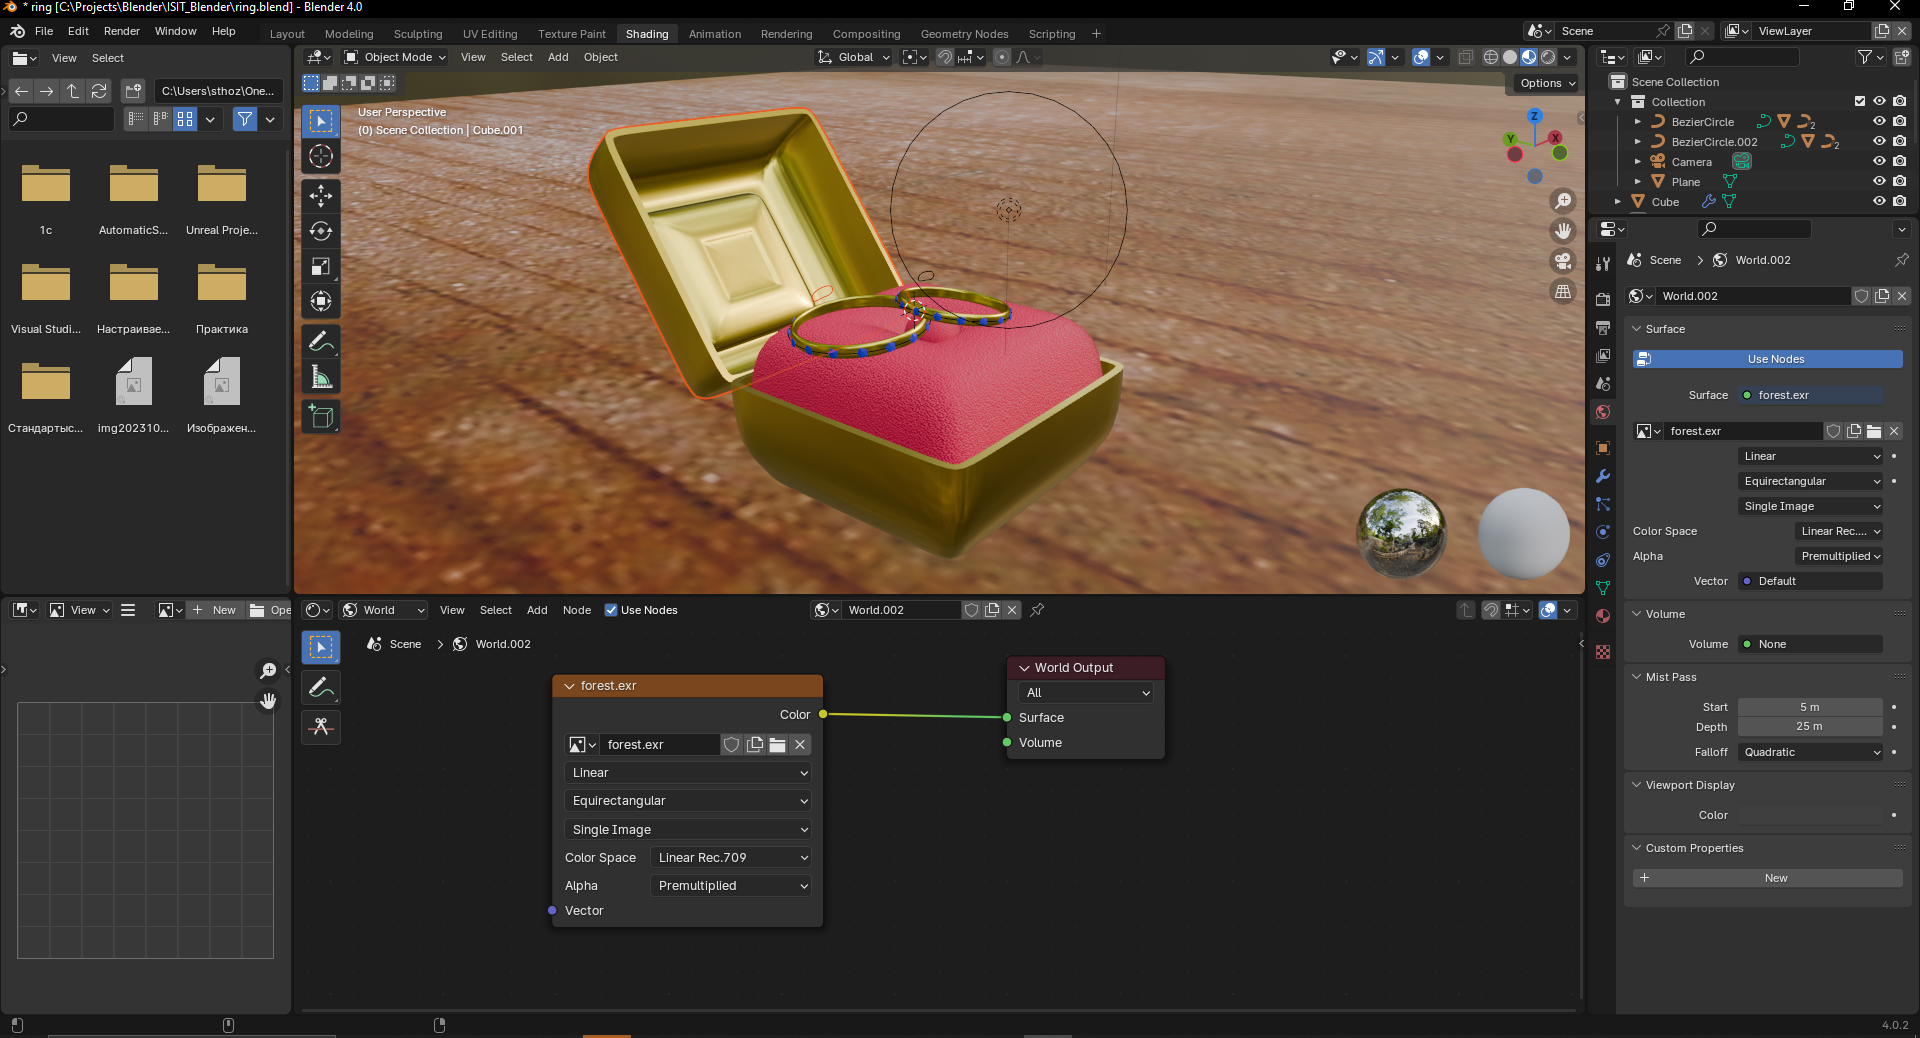 * ring [C:\Projects\Blender\ISIT_Blender\ring.blend] - Blender 4.0
File Edit Render Window Help
Layout Modeling Sculpting UV Editing Texture Paint Shading Animation Rendering Compositing Geometry Nodes Scripting +
Scene
ViewLayer
View Select
C:\Users\sthoz\One...
1c
AutomaticS...
Unreal Proje...
Visual Studi...
Настраивае...
Практика
Стандартыс...
img202310...
Изображен...
Object Mode View Select Add Object
Global
Options
User Perspective
(0) Scene Collection | Cube.001
Z
Y
X
Scene Collection
Collection
BezierCircle
2
BezierCircle.002
2
Camera
Plane
Cube
Scene > World.002
World.002
Surface
Use Nodes
Surface forest.exr
forest.exr
Linear
Equirectangular
Single Image
Color Space Linear Rec....
Alpha Premultiplied
Vector Default
Volume
Volume None
Mist Pass
Start 5 m
Depth 25 m
Falloff Quadratic
Viewport Display
Color
Custom Properties
+ New
View
+ New
Ope
World View Select Add Node Use Nodes
World.002
Scene > World.002
forest.exr
Color
forest.exr
Linear
Equirectangular
Single Image
Color Space Linear Rec.709
Alpha Premultiplied
Vector
World Output
All
Surface
Volume
4.0.2